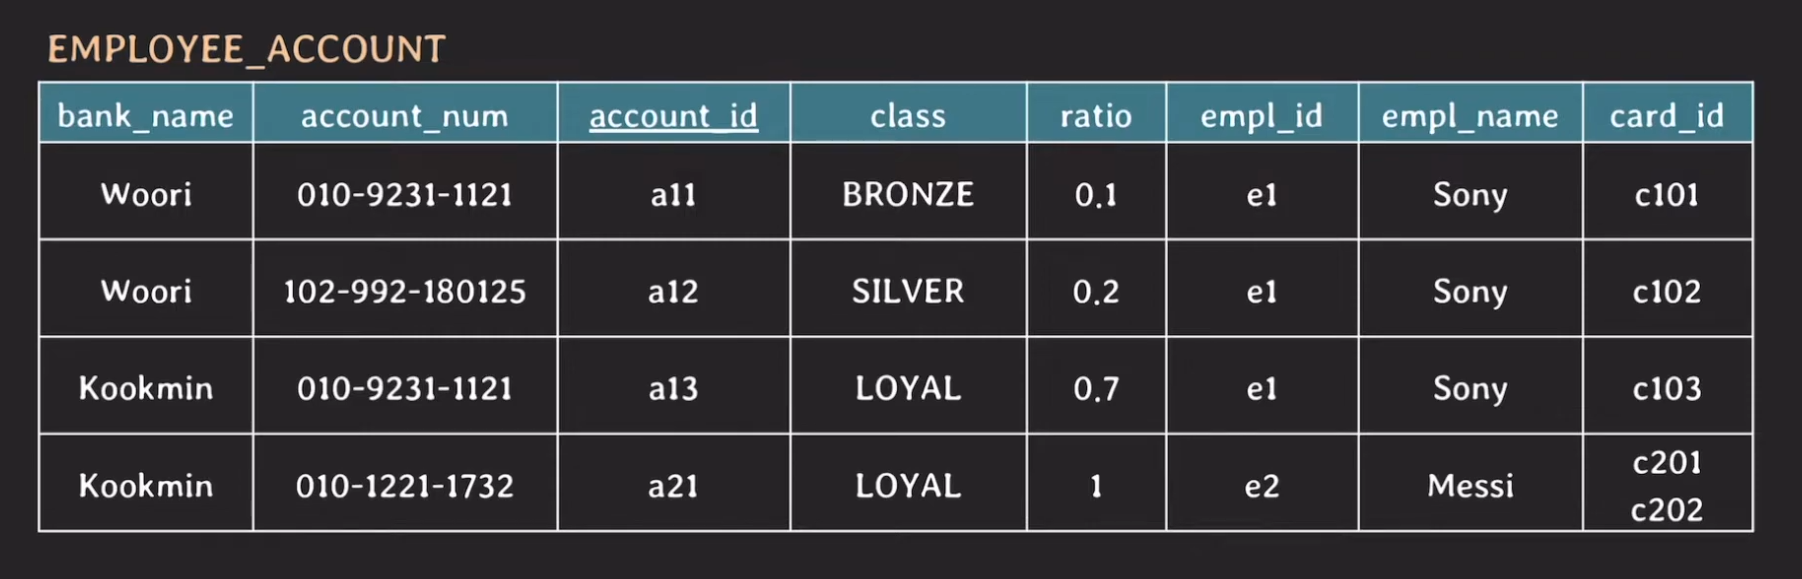 EMPLOYEE_ACCOUNT
bank_name account_num account_id class ratio empl_id empl_name card_id
Woori 010-9231-1121 a11 BRONZE 0.1 e1 Sony c101
Woori 102-992-180125 a12 SILVER 0.2 e1 Sony c102
Kookmin 010-9231-1121 a13 LOYAL 0.7 e1 Sony c103
Kookmin 010-1221-1732 a21 LOYAL 1 e2 Messi c201
c202